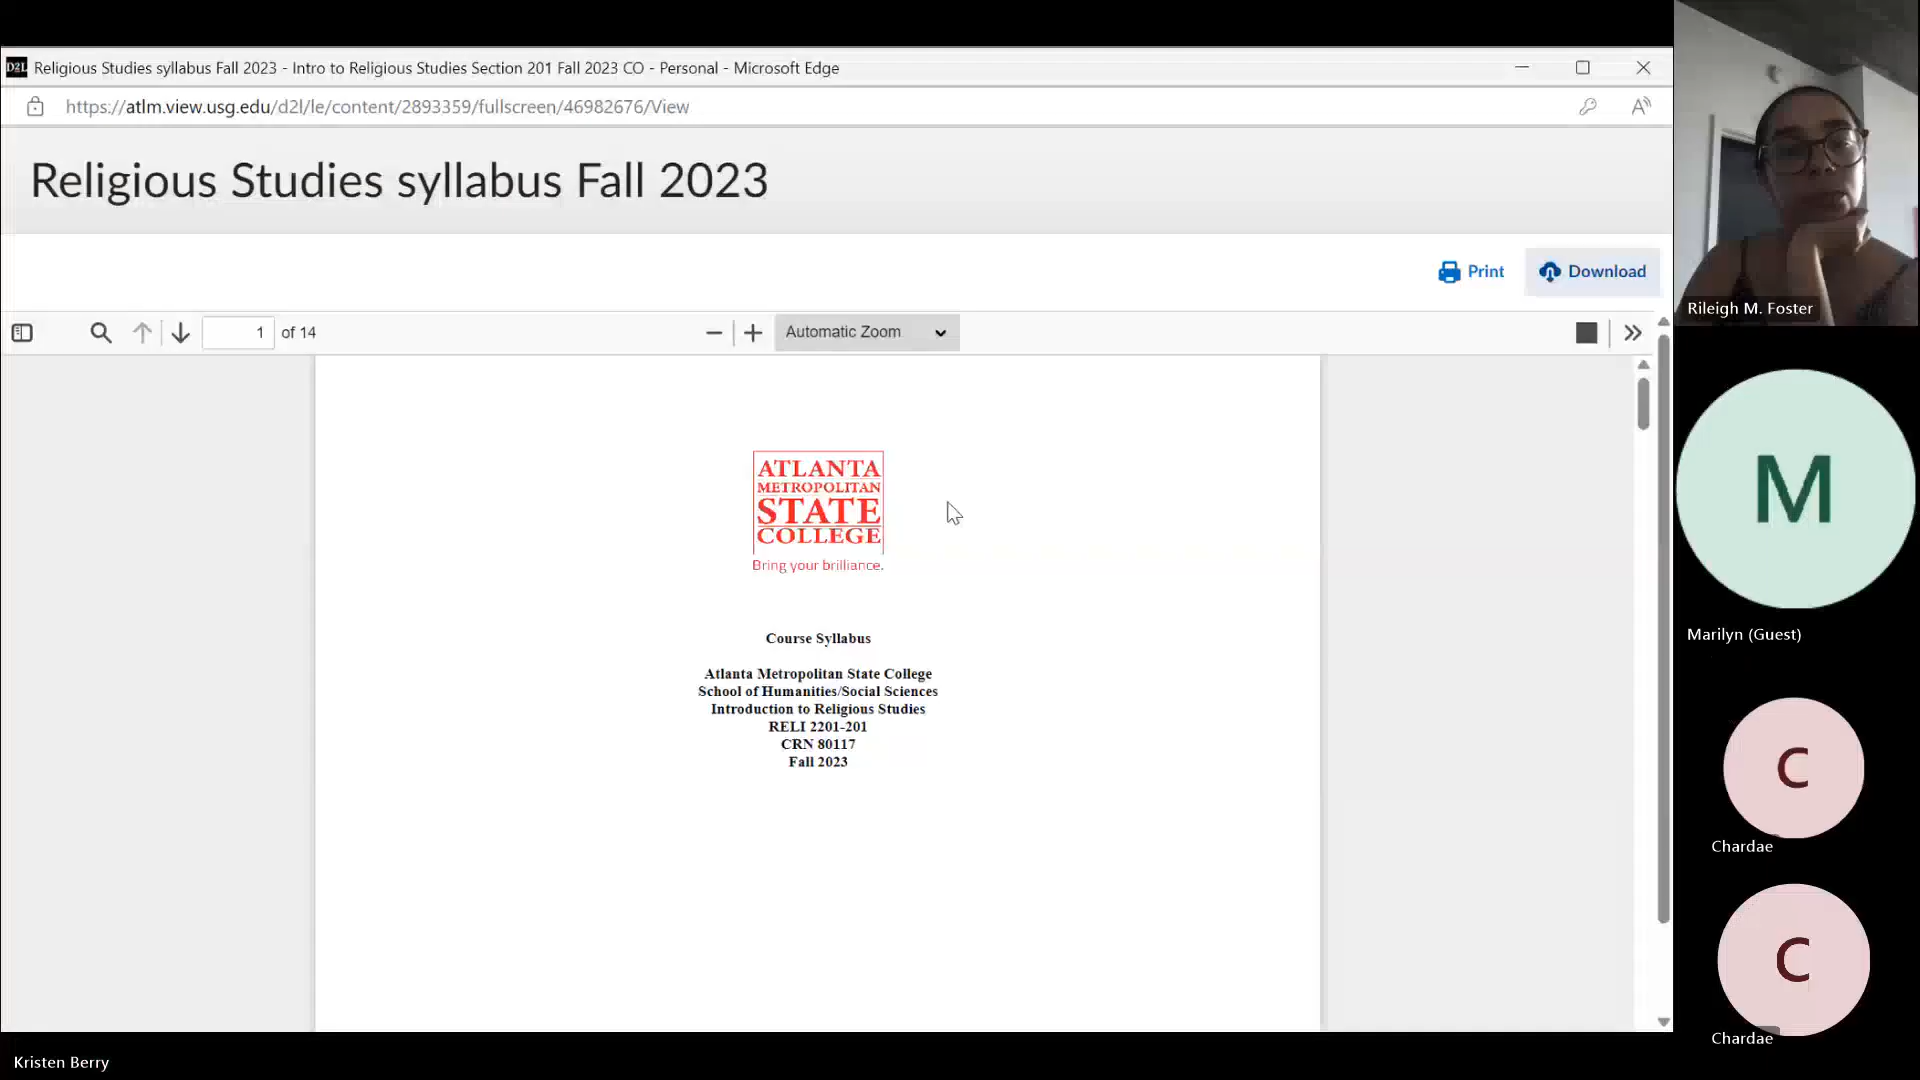 D2L Religious Studies syllabus Fall 2023 - Intro to Religious Studies Section 201 Fall 2023 CO - Personal - Microsoft Edge
https://atlm.view.usg.edu/d2l/le/content/2893359/fullscreen/46982676/View
Religious Studies syllabus Fall 2023
Print Download
1 of 14 Automatic Zoom
ATLANTA
METROPOLITAN
STATE
COLLEGE
Bring your brilliance.
Course Syllabus
Atlanta Metropolitan State College
School of Humanities/Social Sciences
Introduction to Religious Studies
RELI 2201-201
CRN 80117
Fall 2023
Kristen Berry
Rileigh M. Foster
M
Marilyn (Guest)
C
Chardae
C
Chardae